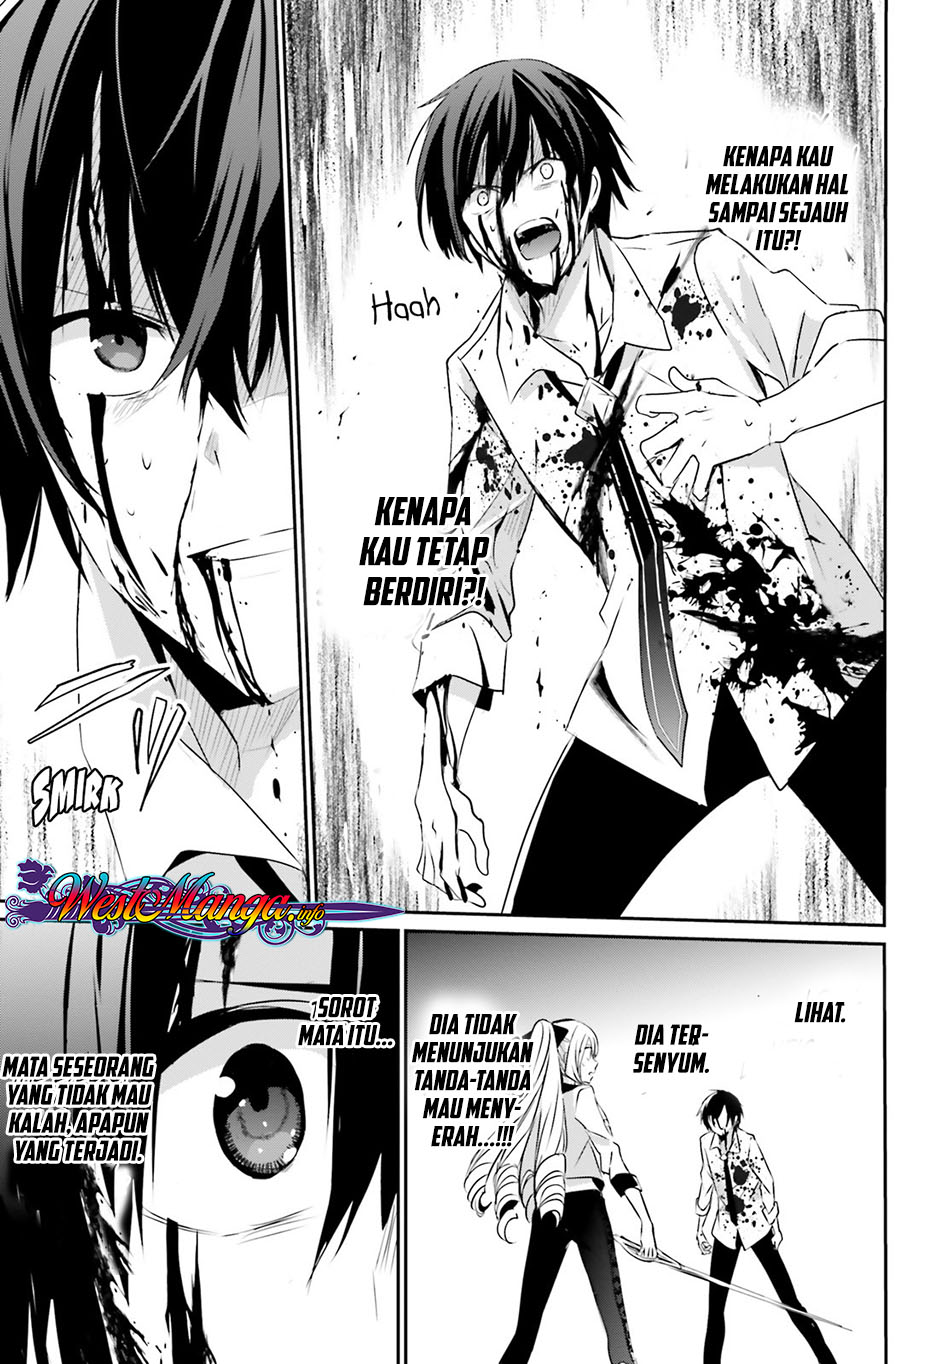 KENAPA KAU
MELAKUKAN HAL
SAMPAI SEJAUH
ITU?!
Haah
KENAPA
KAU TETAP
BERDIRI?!
SMIRK
WestManga.info
LIHAT.
DIA TER-
SENYUM.
DIA TIDAK
MENUNJUKAN
TANDA-TANDA
MAU MENY-
ERAH...!!!
SOROT
MATA ITU...
MATA SESEORANG
YANG TIDAK MAU
KALAH, APAPUN
YANG TERJADI.